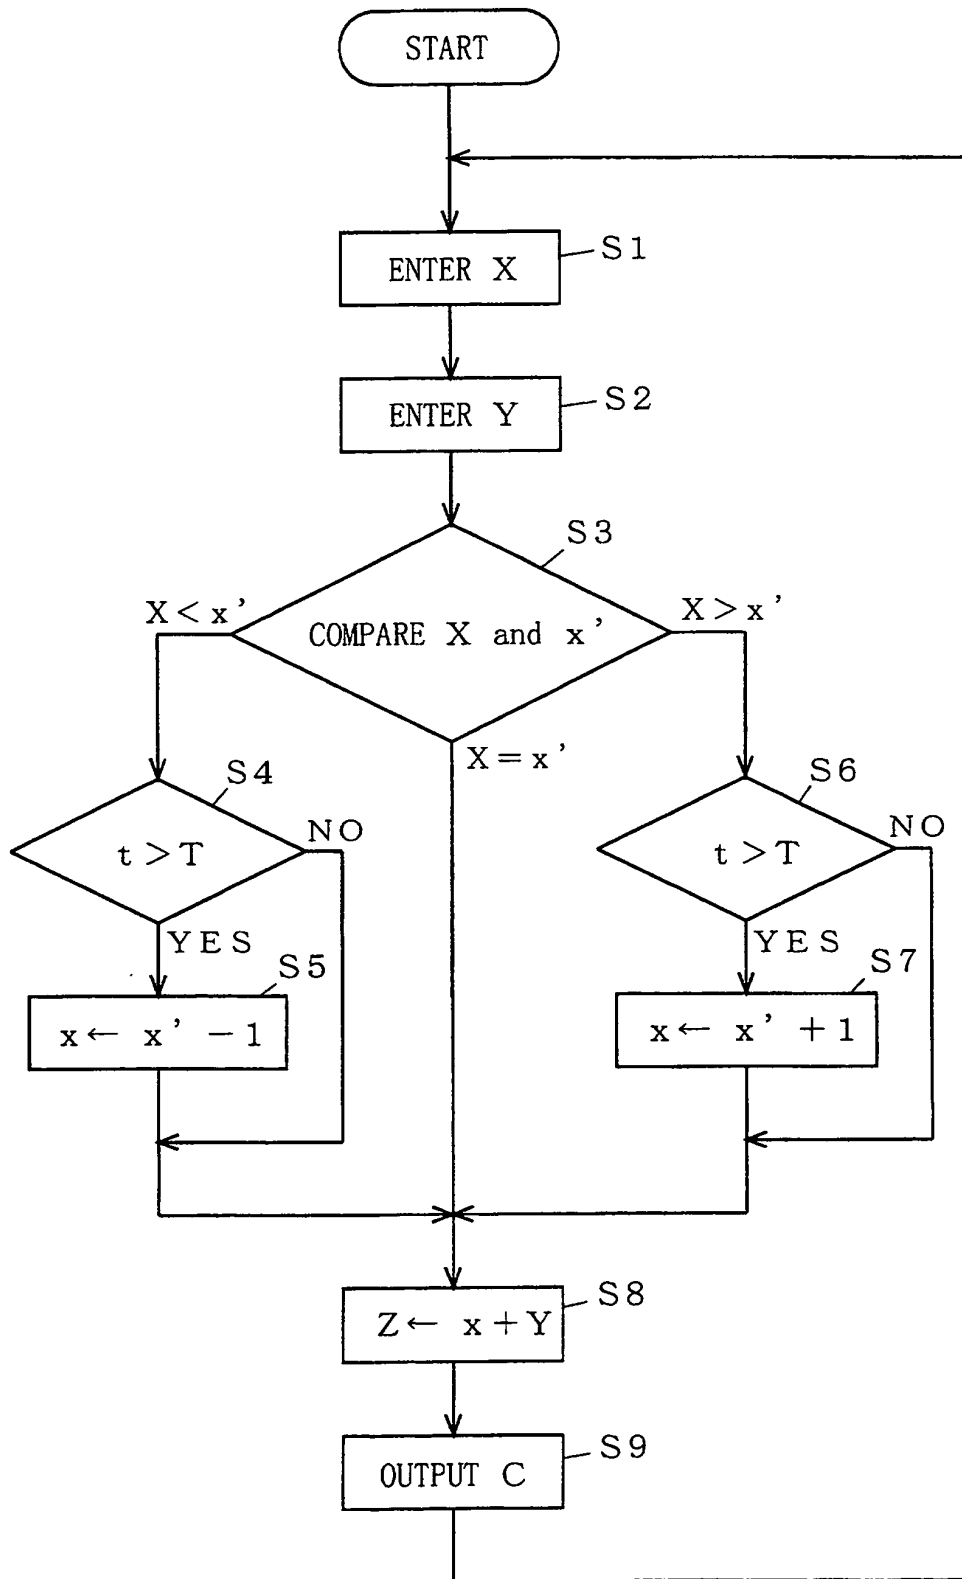 START
ENTER X
S1
ENTER Y
S2
S3
X < x'
X > x'
COMPARE X and x'
X = x'
S4
S6
t > T
NO
t > T
NO
YES
YES
S5
S7
x ← x' - 1
x ← x' + 1
S8
Z ← x + Y
S9
OUTPUT C